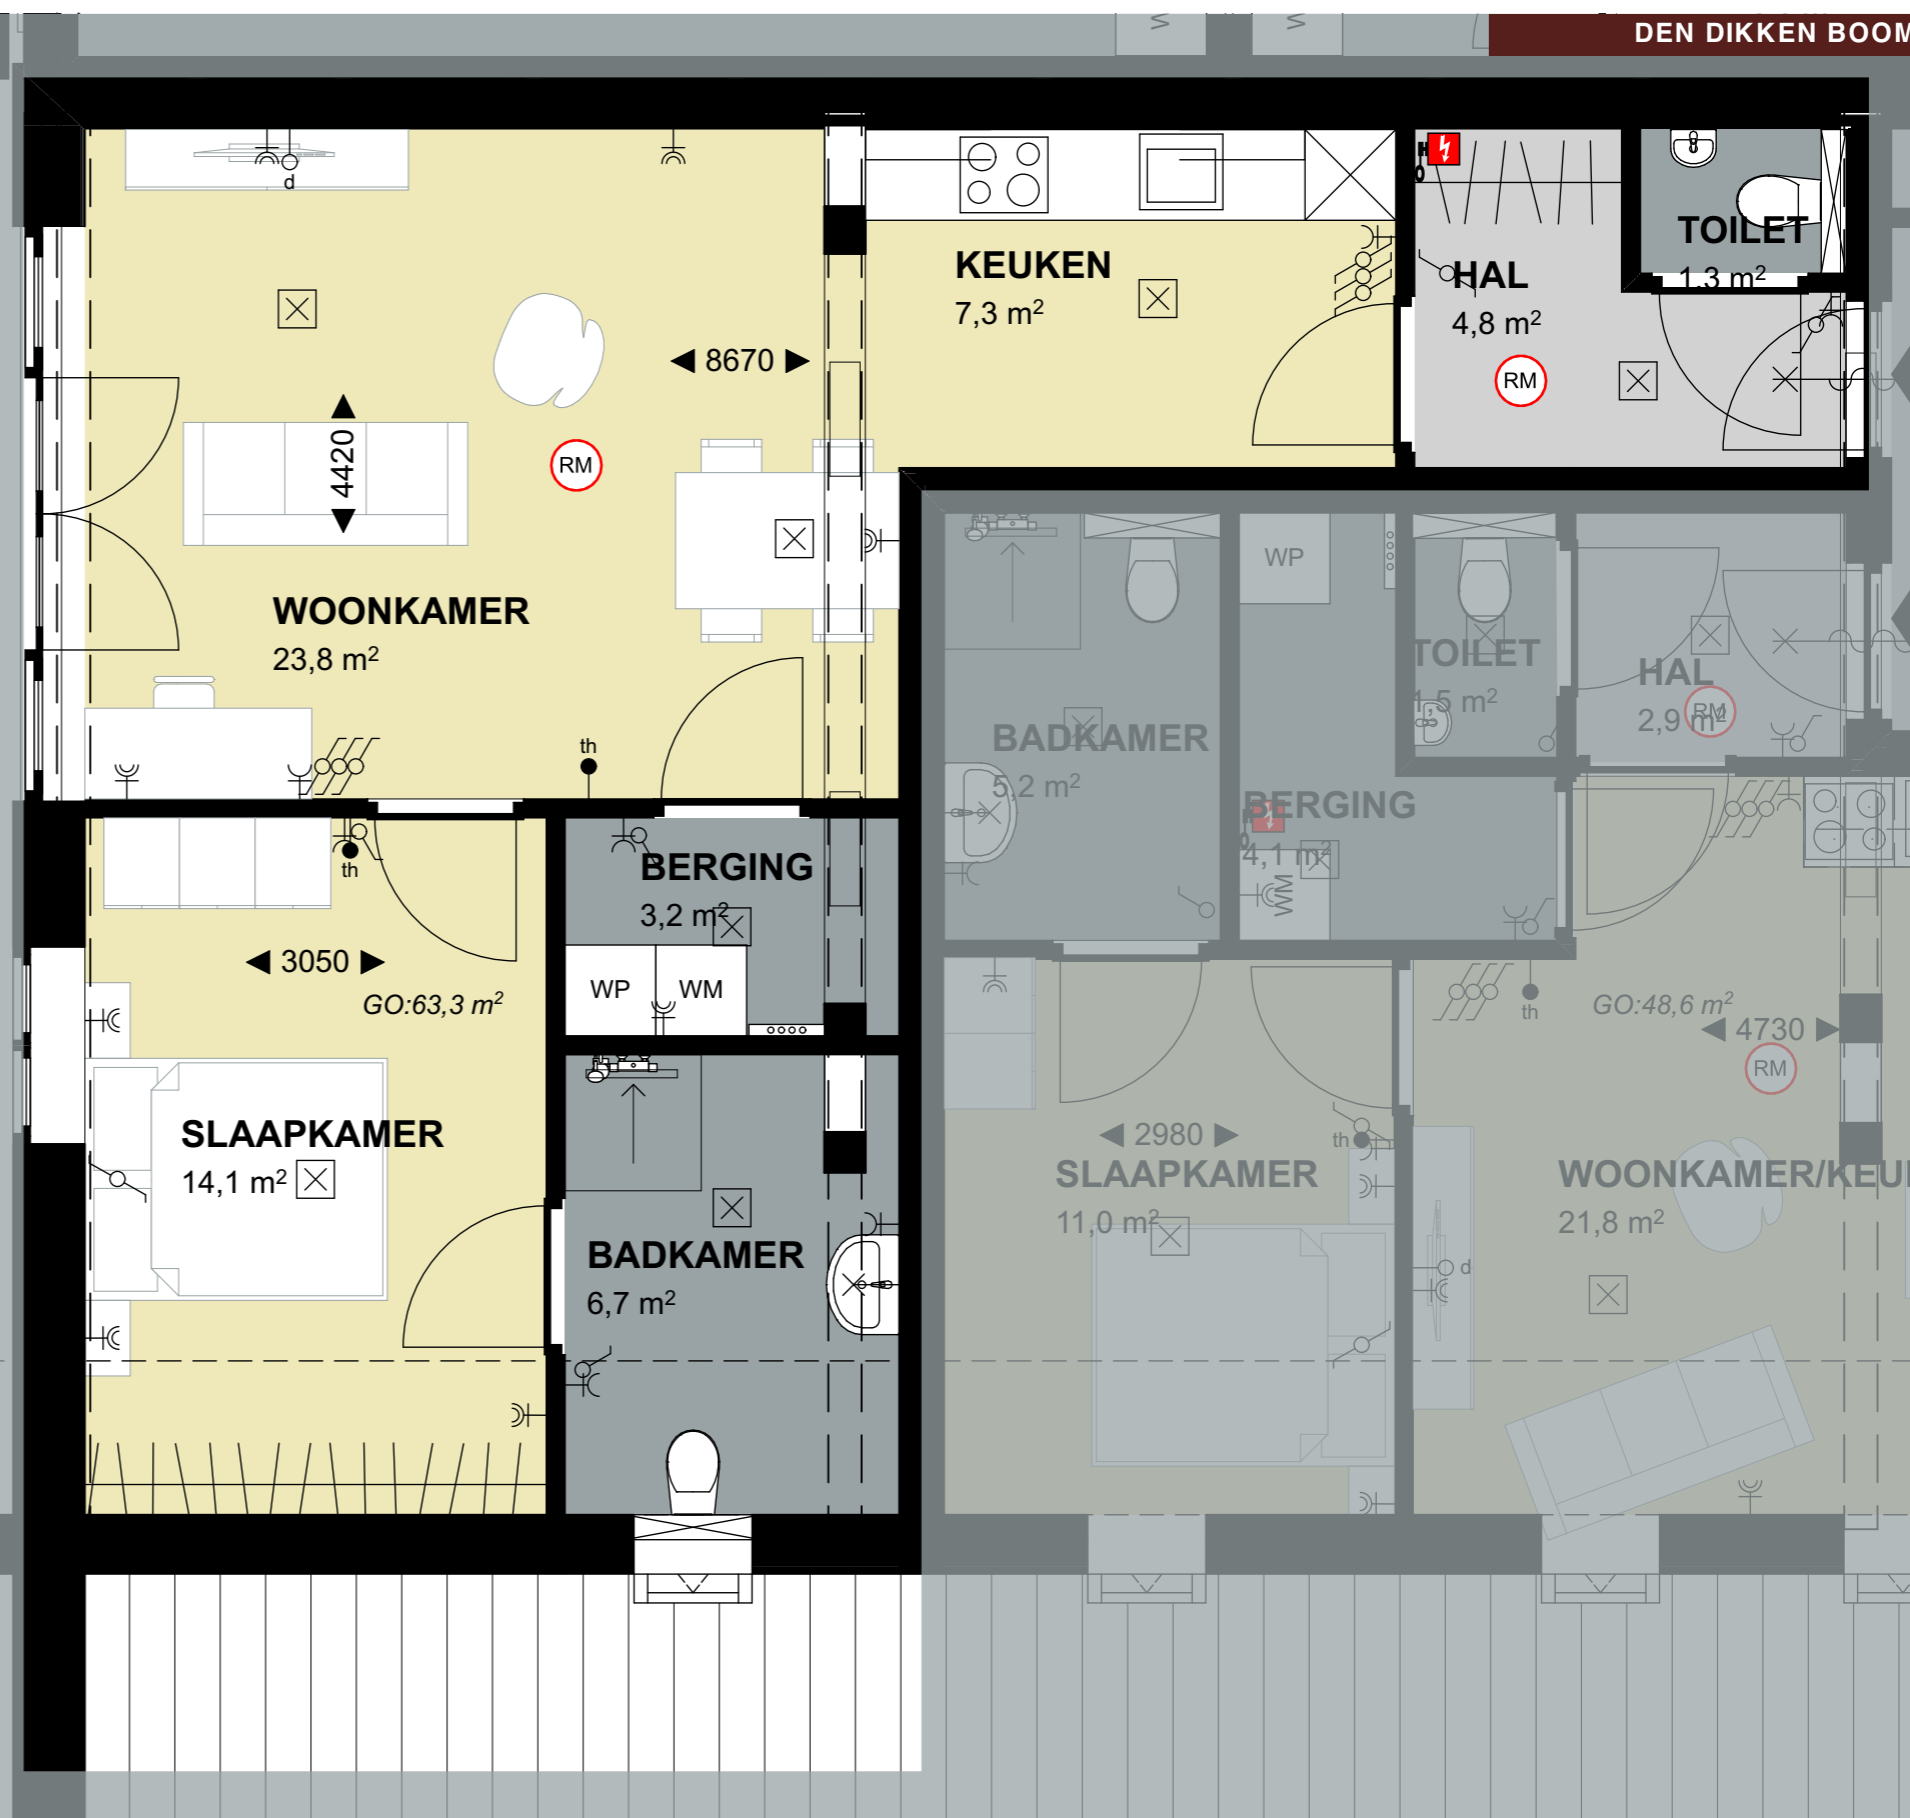 DEN DIKKEN BOOM
d
KEUKEN
7,3 m²
TOILET
1,3 m²
HAL
4,8 m²
RM
8670
4420
RM
WOONKAMER
23,8 m²
th
WP
TOILET
1,5 m²
HAL
2,9 m²
RM
BADKAMER
5,2 m²
BERGING
4,1 m²
WM
th
BERGING
3,2 m²
WP
WM
3050
GO:63,3 m²
SLAAPKAMER
14,1 m²
BADKAMER
6,7 m²
th
GO:48,6 m²
4730
RM
2980
th
SLAAPKAMER
11,0 m²
WOONKAMER/KEU
21,8 m²
d